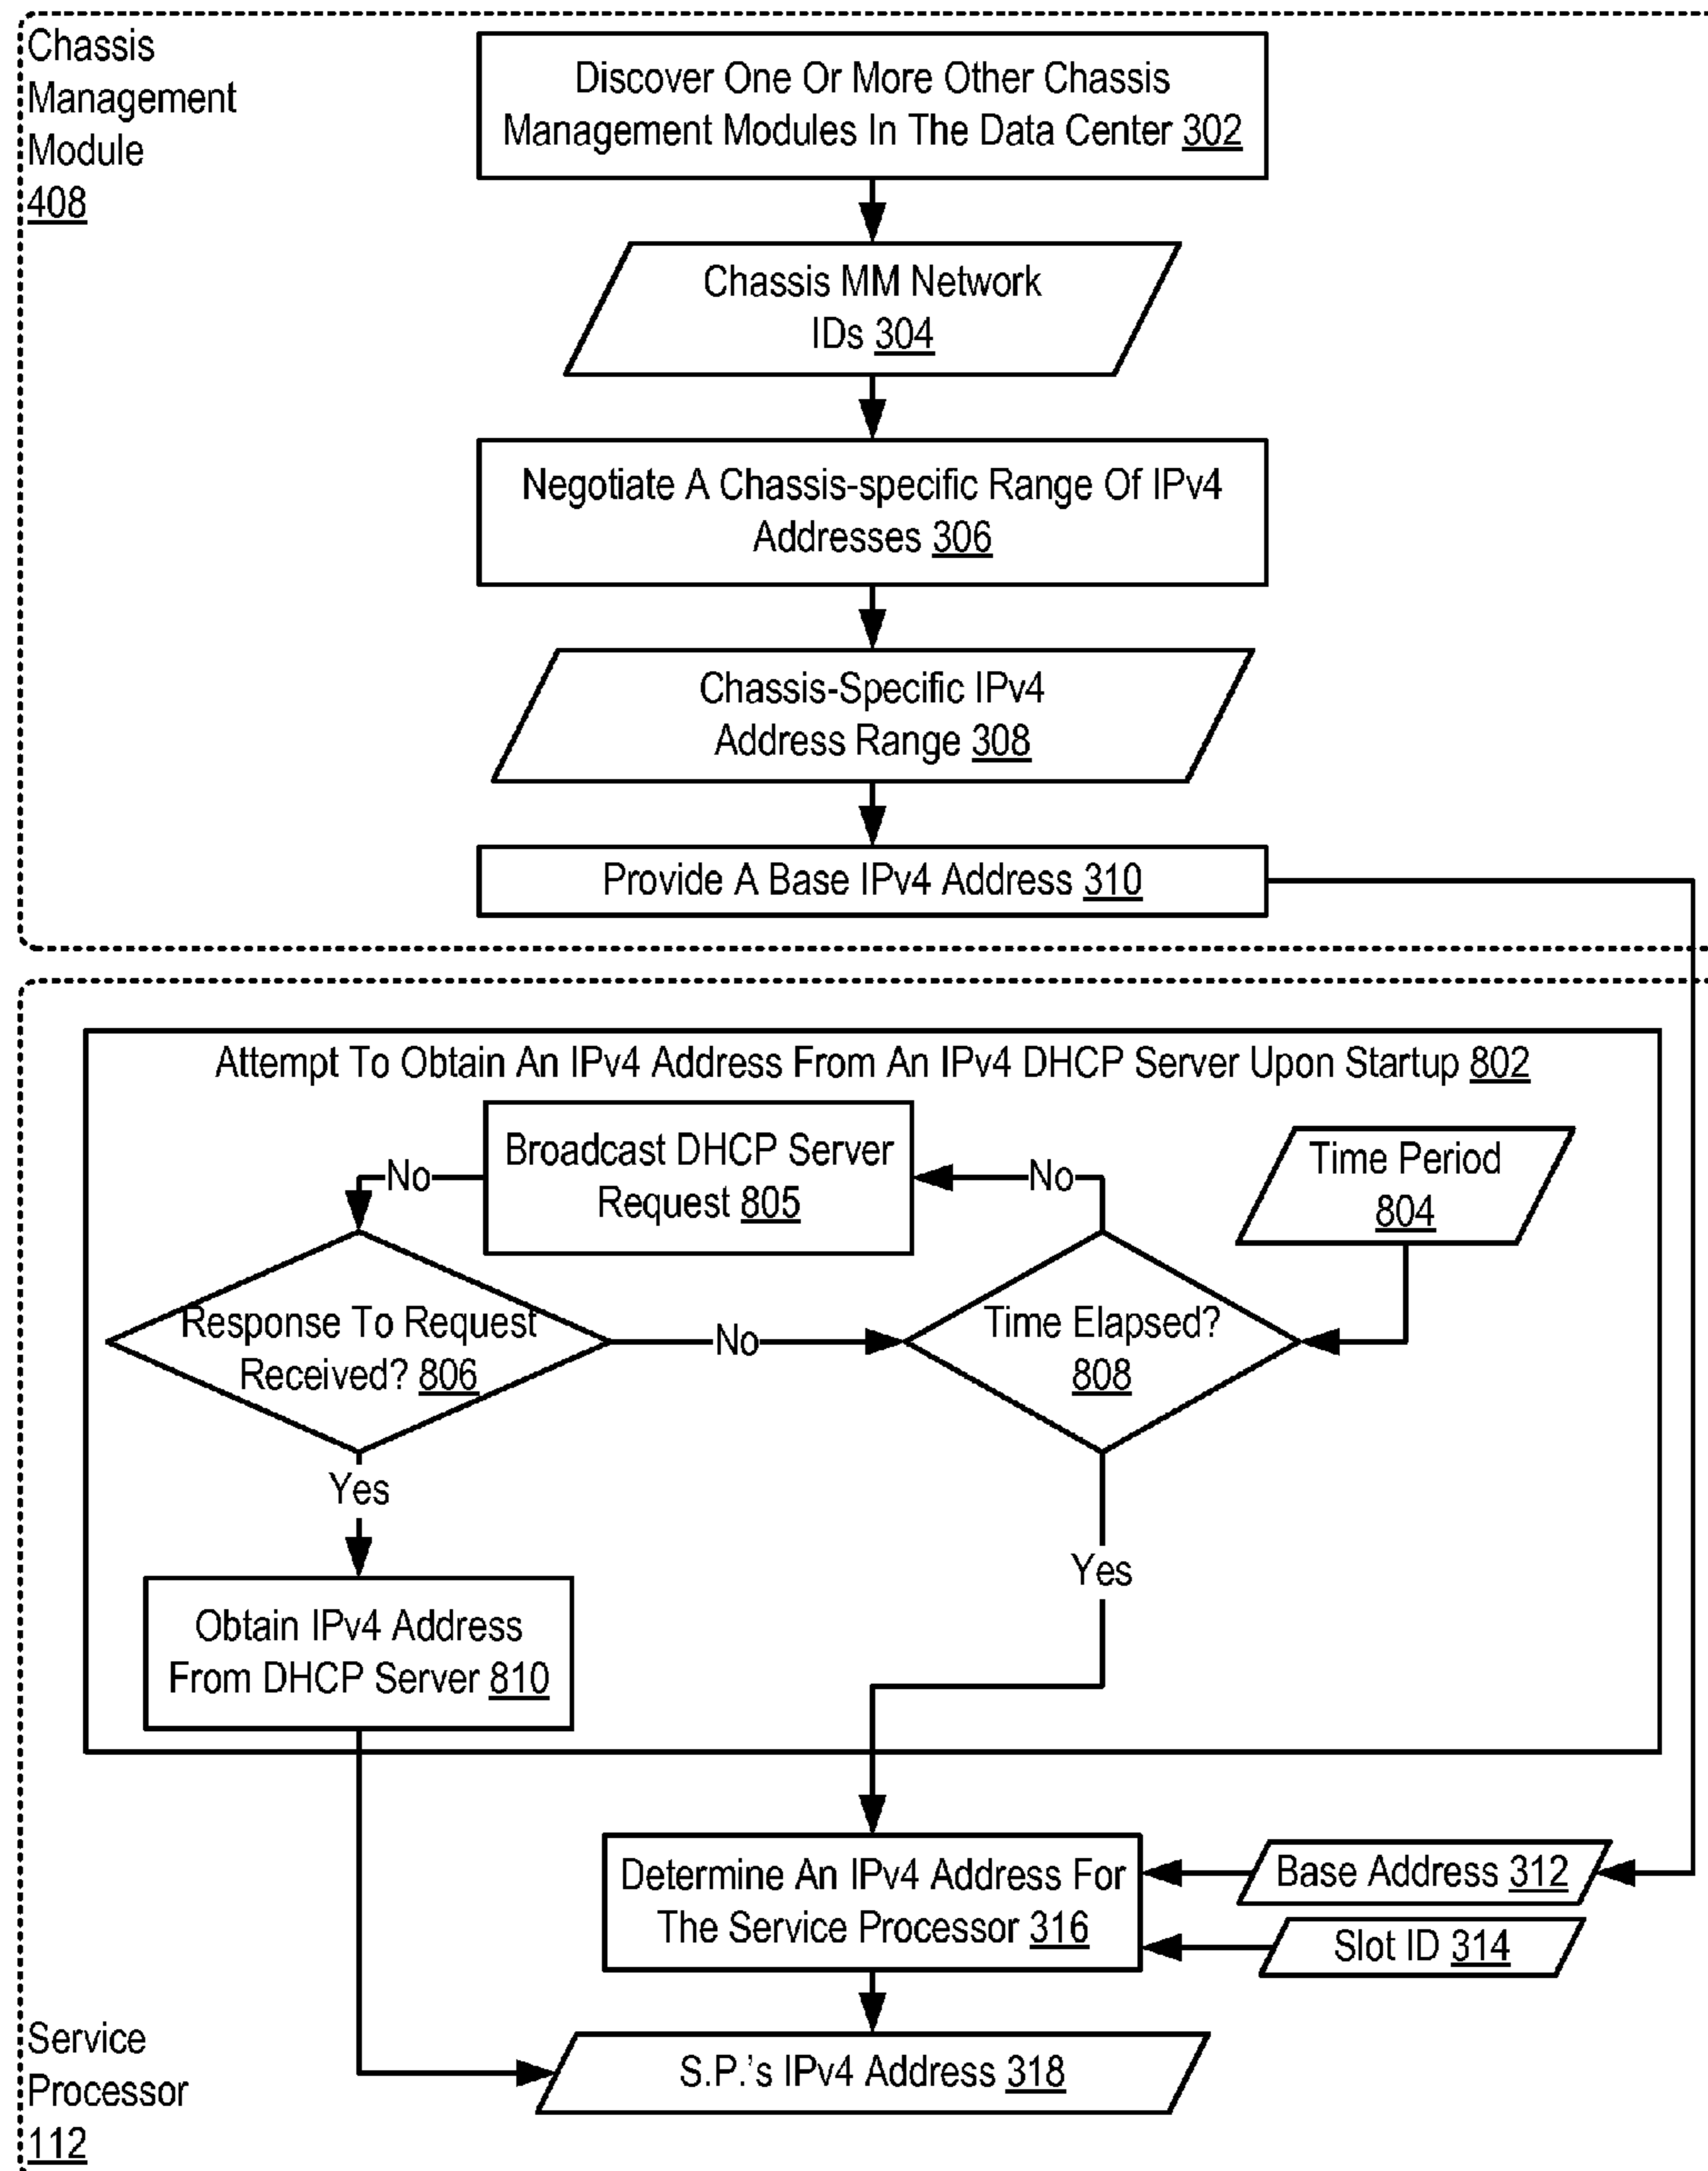 Chassis
Management
Module
408
Discover One Or More Other Chassis
Management Modules In The Data Center 302
Chassis MM Network
IDs 304
Negotiate A Chassis-specific Range Of IPv4
Addresses 306
Chassis-Specific IPv4
Address Range 308
Provide A Base IPv4 Address 310
Attempt To Obtain An IPv4 Address From An IPv4 DHCP Server Upon Startup 802
No
Broadcast DHCP Server
Request 805
No
Time Period
804
Response To Request
Received? 806
No
Time Elapsed?
808
Yes
Yes
Obtain IPv4 Address
From DHCP Server 810
Determine An IPv4 Address For
The Service Processor 316
Base Address 312
Slot ID 314
S.P.'s IPv4 Address 318
Service
Processor
112